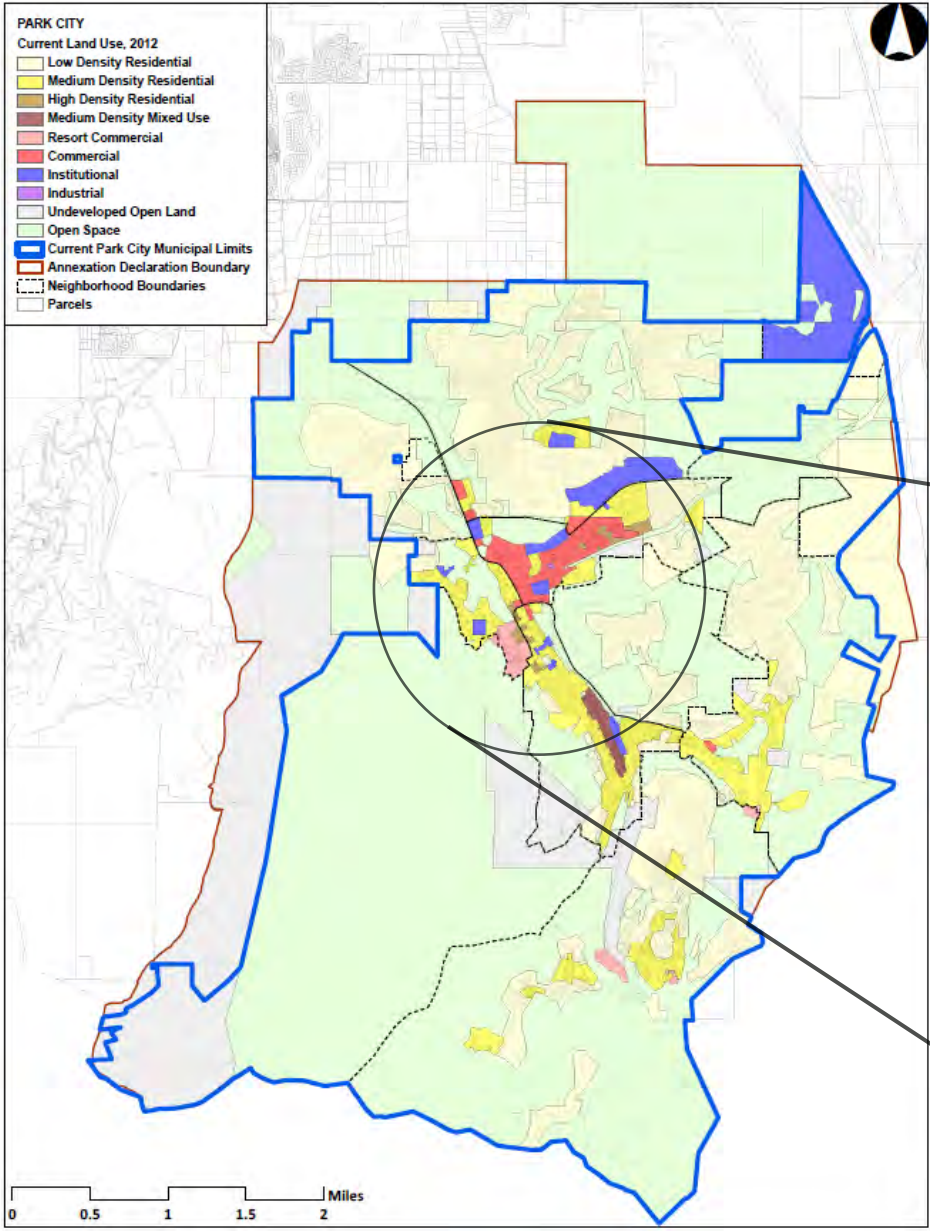 PARK CITY
Current Land Use, 2012
Low Density Residential
Medium Density Residential
High Density Residential
Medium Density Mixed Use
Resort Commercial
Commercial
Institutional
Industrial
Undeveloped Open Land
Open Space
Current Park City Municipal Limits
Annexation Declaration Boundary
Neighborhood Boundaries
Parcels
Miles
0 0.5 1 1.5 2